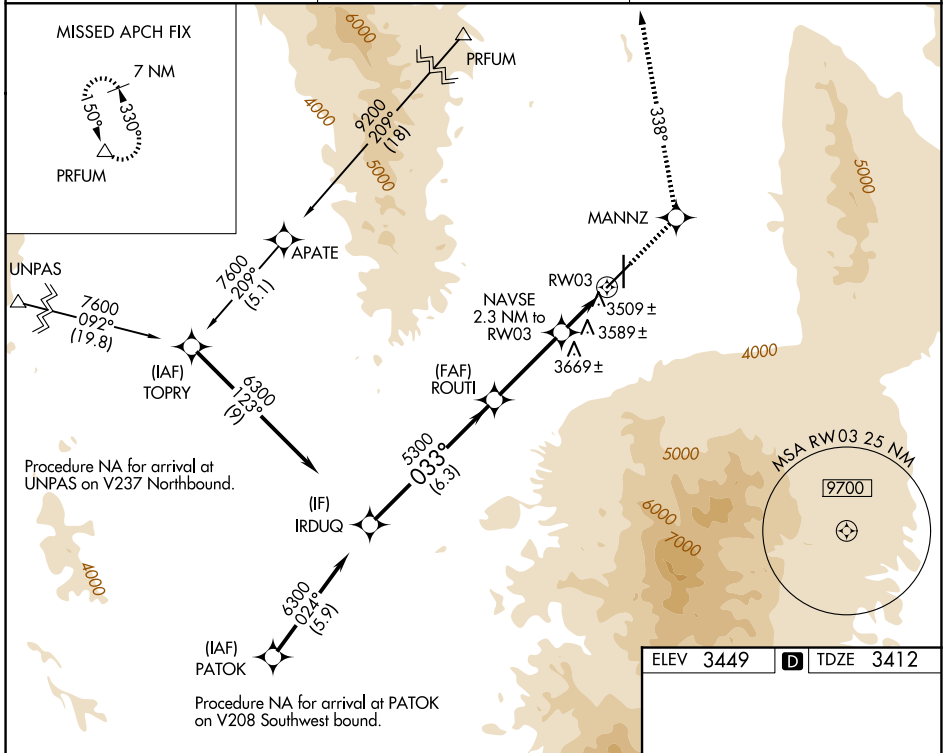 MISSED APCH FIX
7 NM
330°
150°
PRFUM
6000
4000
5000
PRFUM
9200
209°
(18)
338°
5000
MANNZ
APATE
7600
209°
(5.1)
UNPAS
7600
092°
(19.8)
RW03
NAVSE
2.3 NM to
RW03
3509 ±
3589 ±
3669 ±
4000
(IAF)
TOPRY
6300
123°
(9)
(FAF)
ROUTI
5300
033°
(6.3)
5000
MSA RW03 25 NM
9700
Procedure NA for arrival at
UNPAS on V237 Northbound.
(IF)
IRDUQ
6000
7000
4000
6300
024°
(5.9)
(IAF)
PATOK
Procedure NA for arrival at PATOK
on V208 Southwest bound.
ELEV 3449 D TDZE 3412